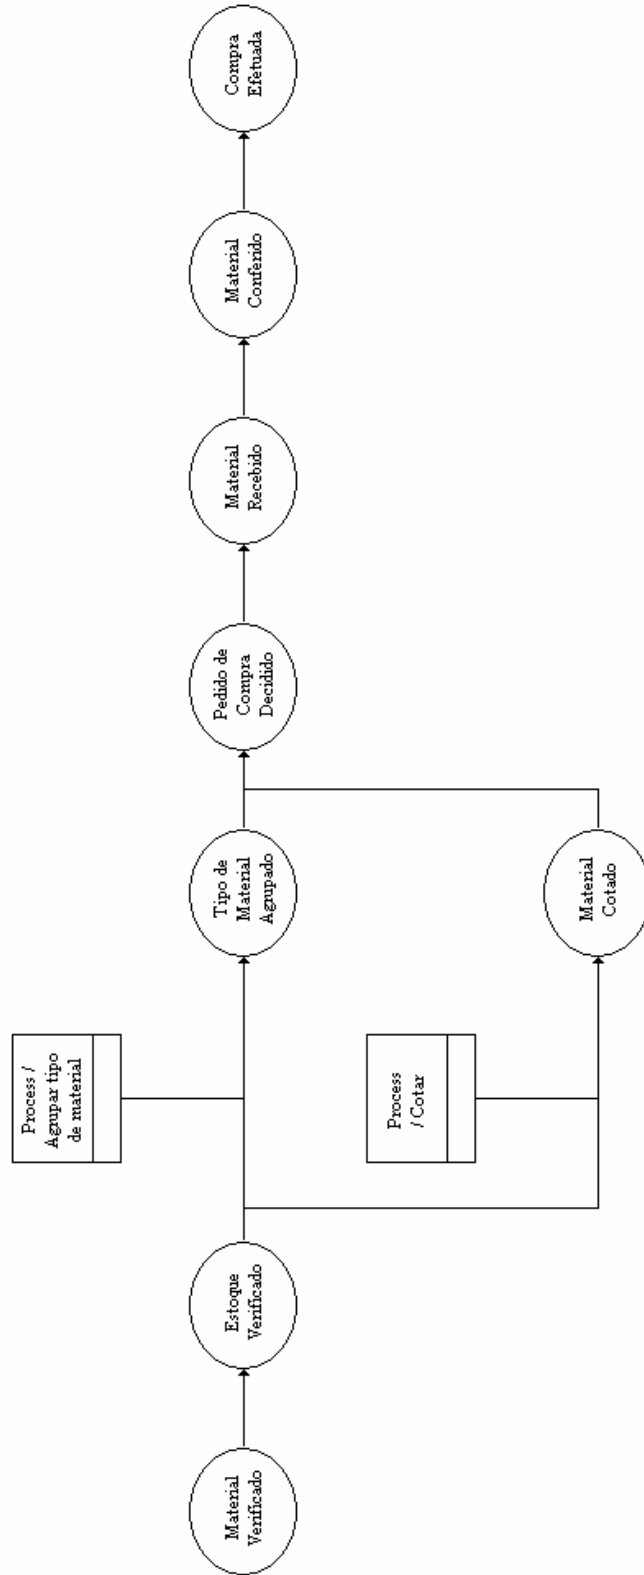 Material
Verificado
Estoque
Verificado
Process /
Agrupar tipo
de material
Process
/ Cotar
Tipo de
Material
Agrupado
Material
Cotado
Pedido de
Compra
Decidido
Material
Recebido
Material
Conferido
Compra
Efetuada